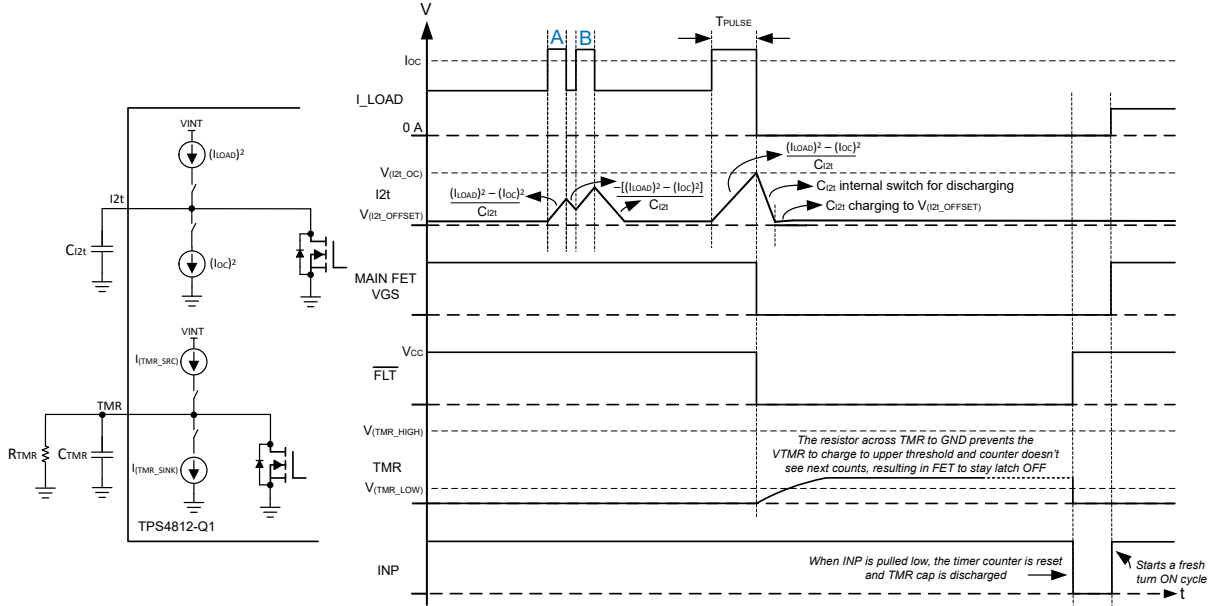 VINT
(ILOAD)²
I2t
CI2t
(IOC)²
VINT
I(TMR_SRC)
TMR
RTMR
CTMR
I(TMR_SINK)
TPS4812-Q1
V
A
B
TPULSE
IOC
I_LOAD
0 A
V(I2t_OC)
I2t
V(I2t_OFFSET)
(ILOAD)² – (IOC)²
CI2t
-[(ILOAD)² – (IOC)²]
CI2t
(ILOAD)² – (IOC)²
CI2t
CI2t internal switch for discharging
CI2t charging to V(I2t_OFFSET)
MAIN FET
VGS
VCC
FLT
V(TMR_HIGH)
TMR
V(TMR_LOW)
The resistor across TMR to GND prevents the
VTMR to charge to upper threshold and counter doesn't
see next counts, resulting in FET to stay latch OFF
INP
When INP is pulled low, the timer counter is reset
and TMR cap is discharged
Starts a fresh
turn ON cycle
t